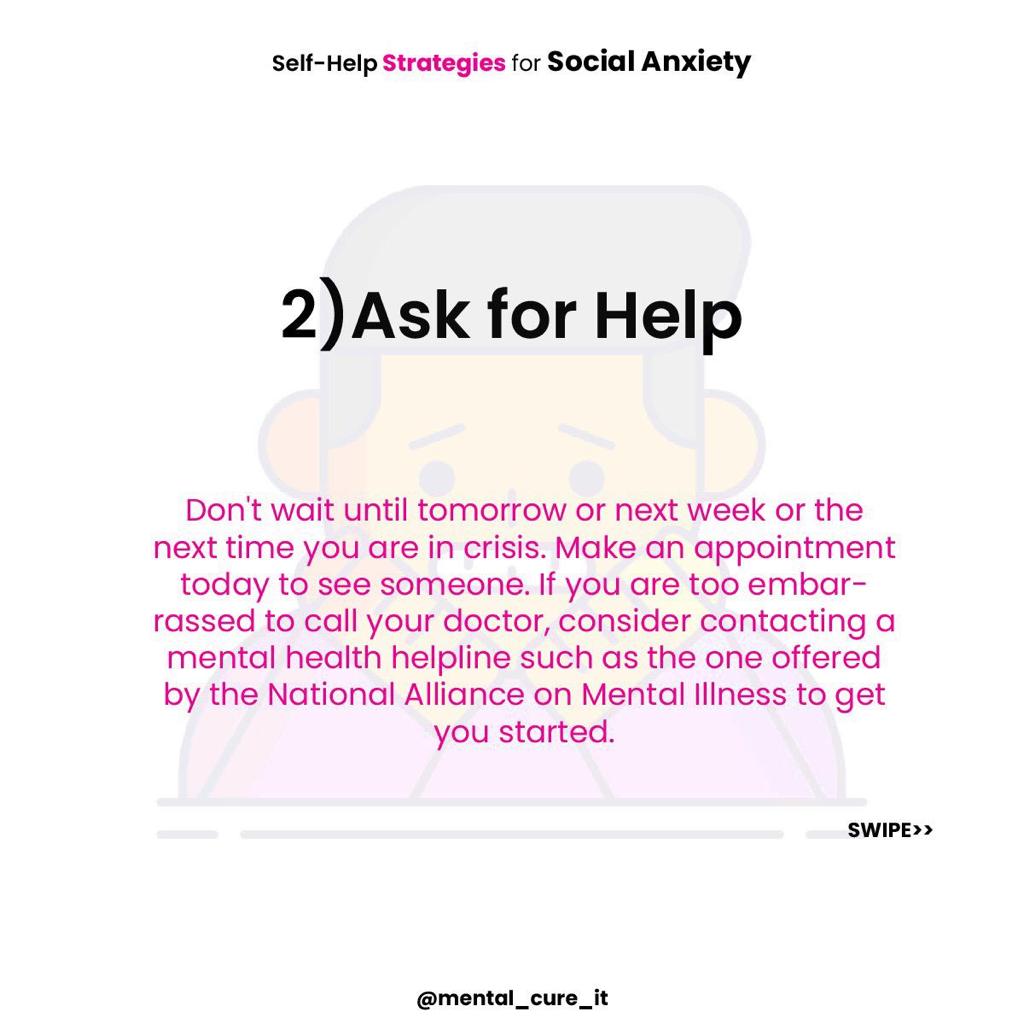 Self-Help Strategies for Social Anxiety
2)Ask for Help
Don't wait until tomorrow or next week or the
next time you are in crisis. Make an appointment
today to see someone. If you are too embar-
rassed to call your doctor, consider contacting a
mental health helpline such as the one offered
by the National Alliance on Mental Illness to get
you started.
SWIPE>>
@mental_cure_it